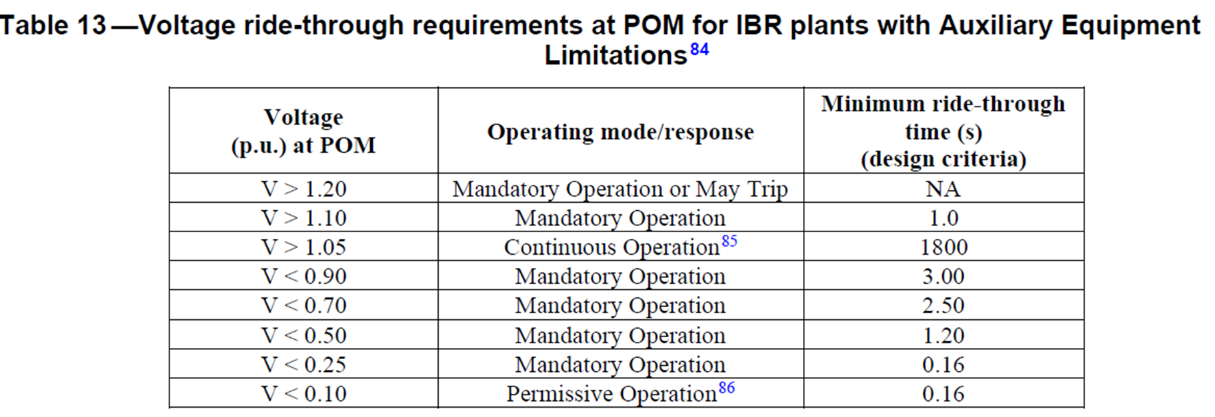 Table 13—Voltage ride-through requirements at POM for IBR plants with Auxiliary Equipment
Limitations84
Voltage
(p.u.) at POM
Operating mode/response
Minimum ride-through
time (s)
(design criteria)
V > 1.20 Mandatory Operation or May Trip NA
V > 1.10 Mandatory Operation 1.0
V > 1.05 Continuous Operation85 1800
V < 0.90 Mandatory Operation 3.00
V < 0.70 Mandatory Operation 2.50
V < 0.50 Mandatory Operation 1.20
V < 0.25 Mandatory Operation 0.16
V < 0.10 Permissive Operation86 0.16